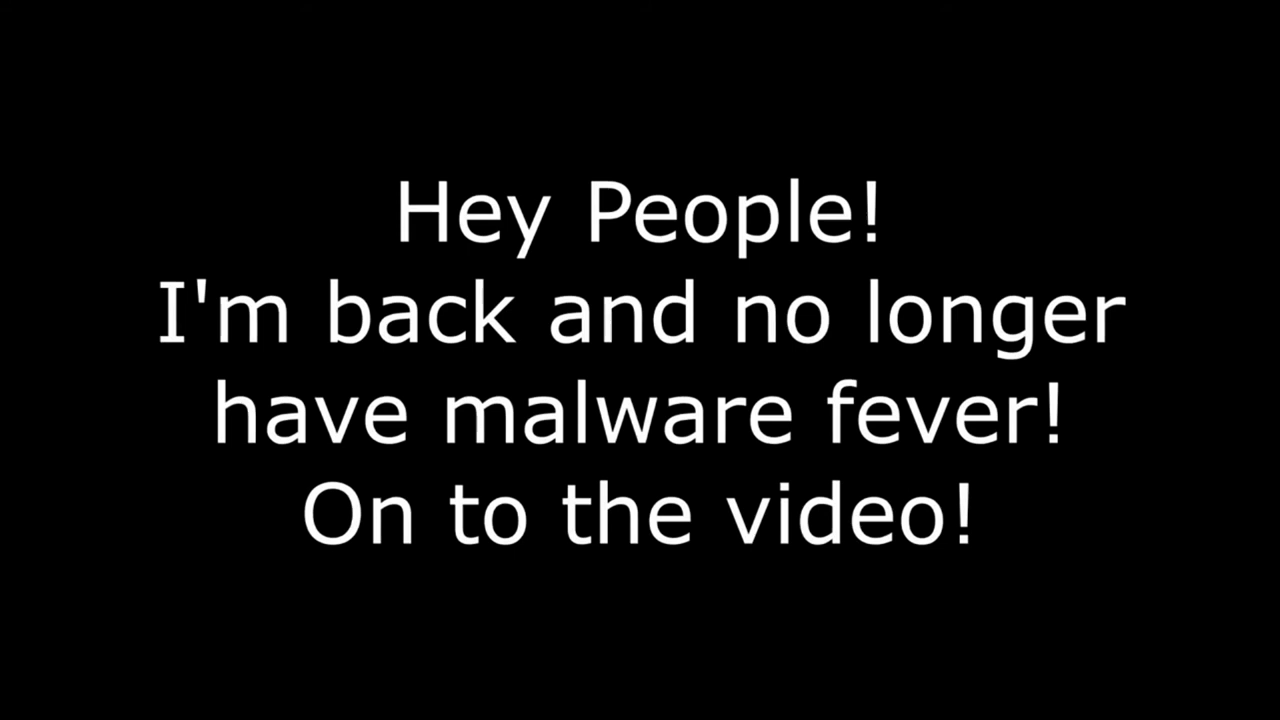 Hey People!
I'm back and no longer
have malware fever!
On to the video!